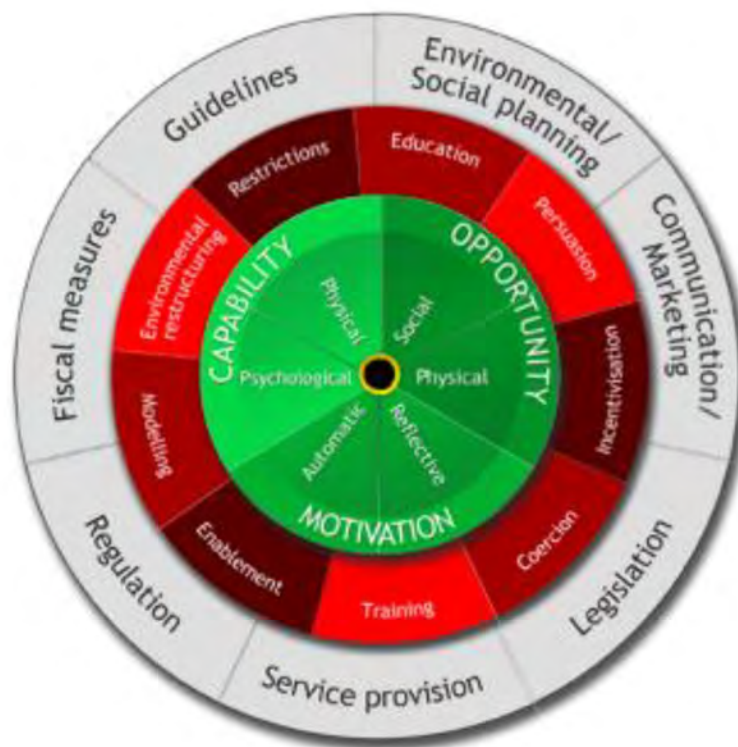 Environmental/
Social planning
Communication/
Marketing
Legislation
Service provision
Regulation
Fiscal measures
Guidelines
Education
Persuasion
Incentivisation
Coercion
Training
Enablement
Modelling
Environmental
restructuring
Restrictions
CAPABILITY
Physical
Psychological
OPPORTUNITY
Social
Physical
MOTIVATION
Automatic
Reflective